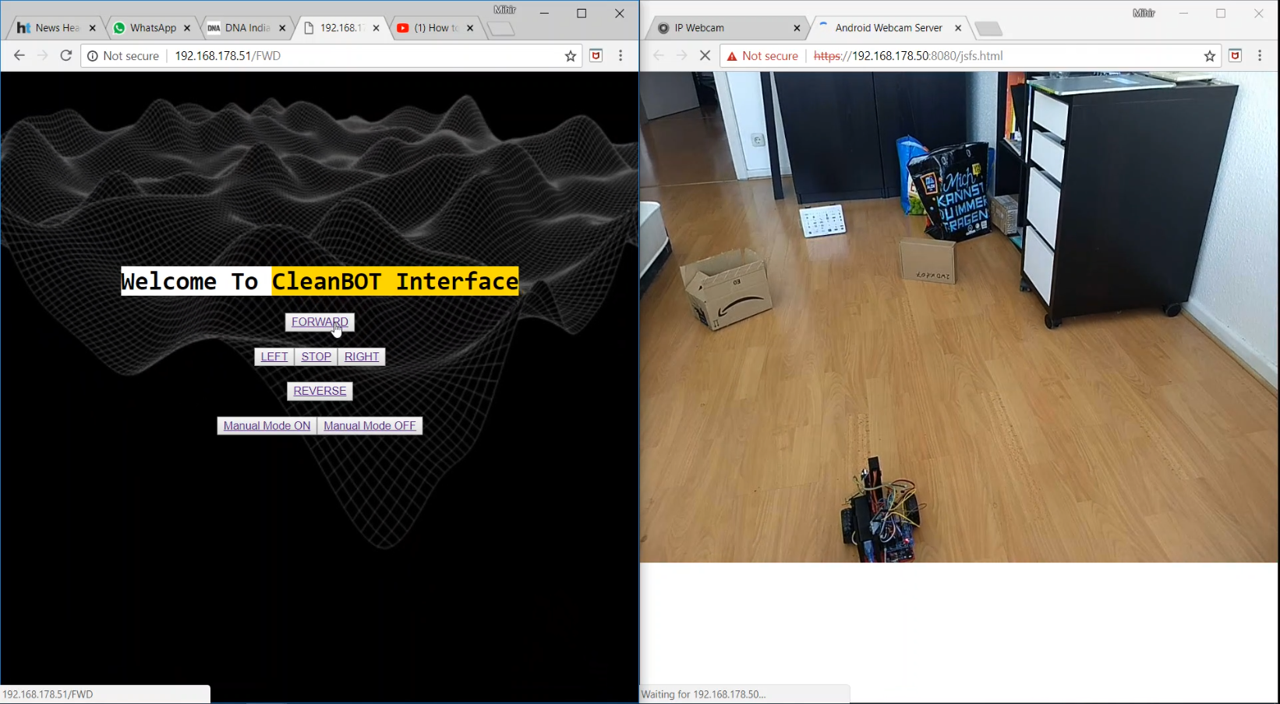 Mihir
News Hea
WhatsApp
DNA
DNA India
192.168.1
(1) How to
Not secure
192.168.178.51/FWD
Welcome To CleanBOT Interface
FORWARD
LEFT STOP RIGHT
REVERSE
Manual Mode ON Manual Mode OFF
192.168.178.51/FWD
Mihir
IP Webcam
Android Webcam Server
Not secure
https://192.168.178.50:8080/jsfs.html
Mich
KANNST
DU IMMER
FRAGEN
Waiting for 192.168.178.50...